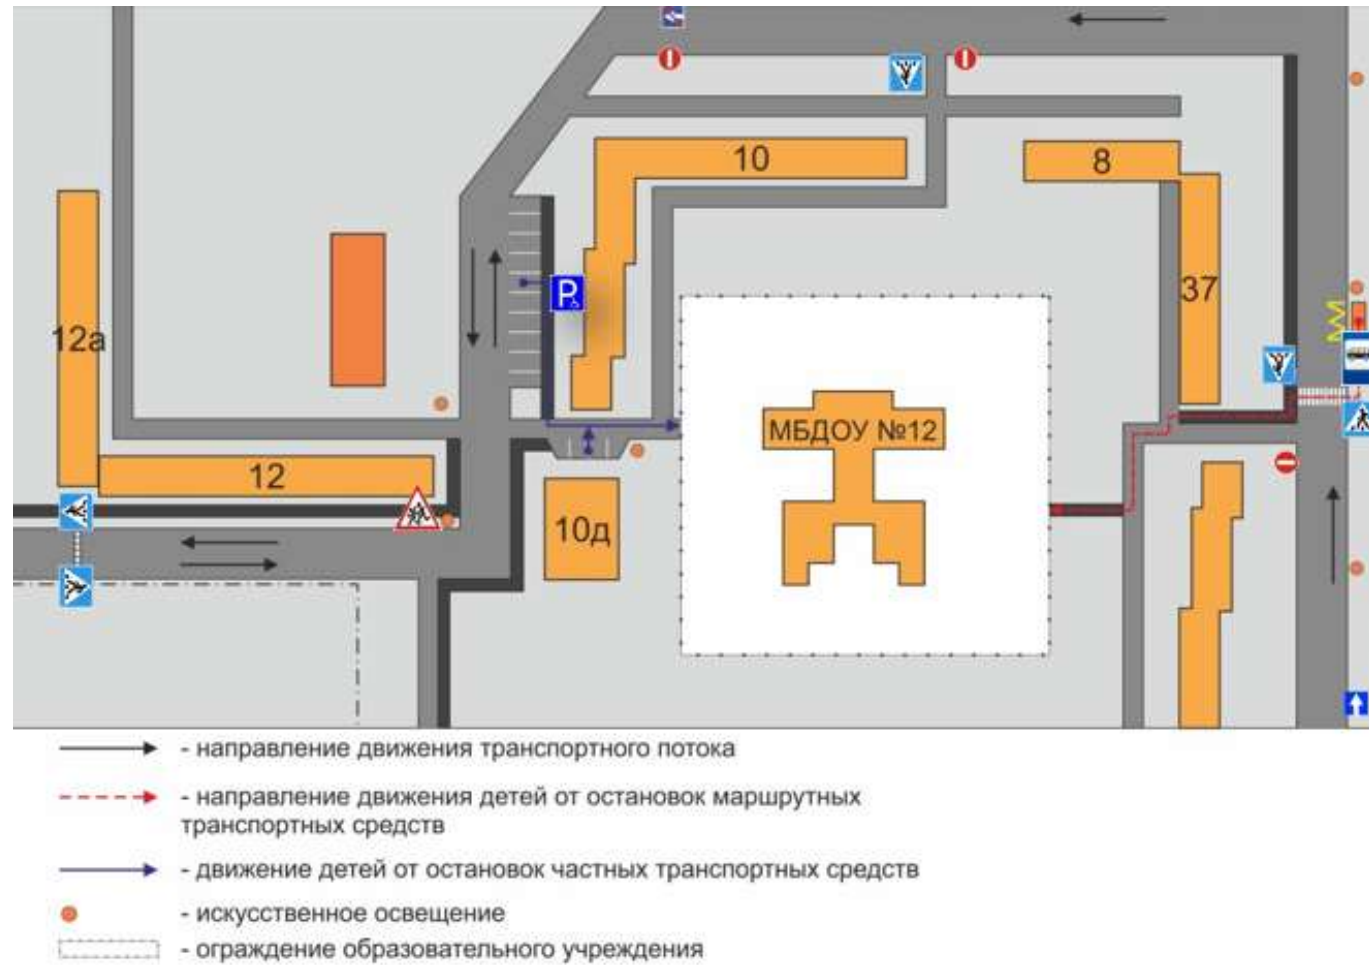 10
8
12а
Р
37
МБДОУ №12
12
10д
- направление движения транспортного потока
- направление движения детей от остановок маршрутных
транспортных средств
- движение детей от остановок частных транспортных средств
- искусственное освещение
- ограждение образовательного учреждения